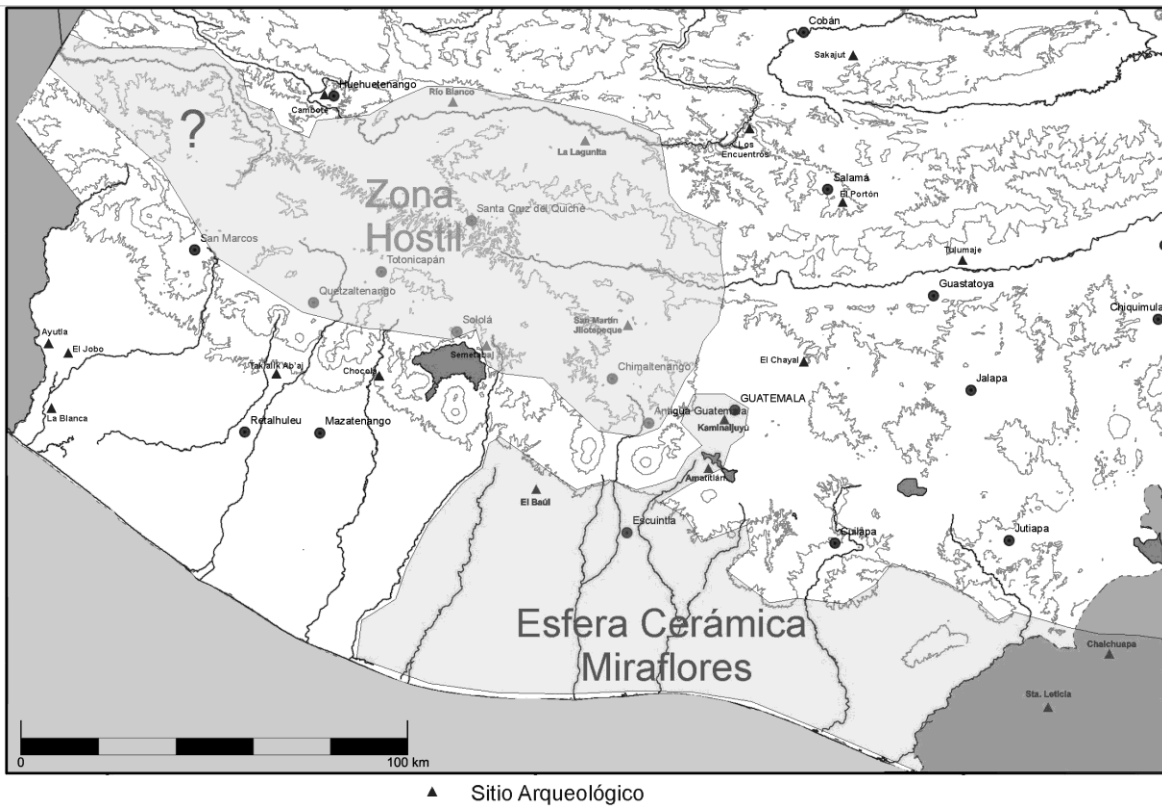 Cobán
Sakajut
Huehuetenango
Río Blanco
Cambote
?
Los
Encuentros
La Lagunita
Salamá
El Portón
Zona
Hostil
Santa Cruz del Quiché
San Marcos
Tulumaje
Totonicapán
Guastatoya
Quetzaltenango
Chiquimula
Sololá
San Martín
Jilotepeque
Ayutla
El Jobo
Semetabaj
El Chayal
Takalik Ab'aj
Chocolá
Chimaltenango
Jalapa
La Blanca
Antigua Guatemala
GUATEMALA
Retalhuleu
Mazatenango
Kaminaljuyú
Amatitlán
El Baúl
Escuintla
Cuilapa
Jutiapa
Esfera Cerámica
Miraflores
Chalchuapa
Sta. Leticia
0
100 km
Sitio Arqueológico